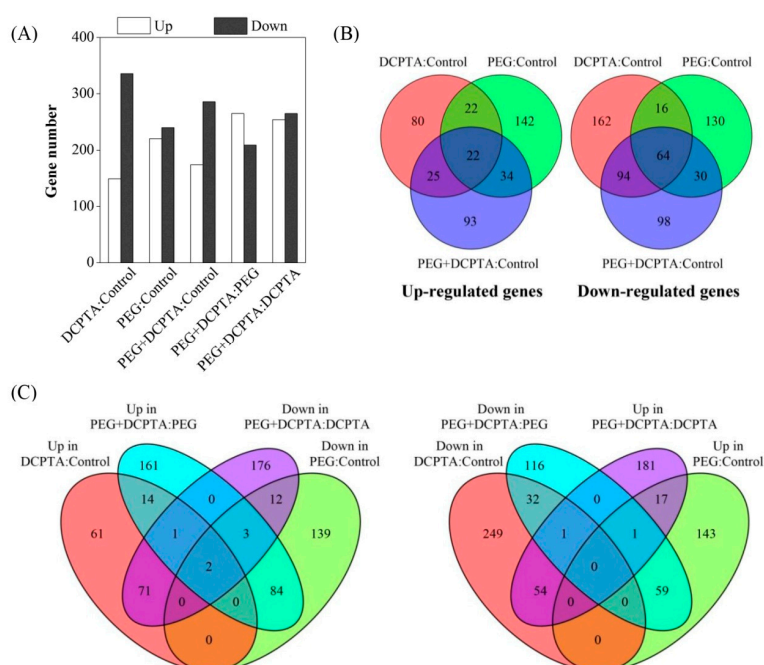 (A)
Up
Down
400
300
200
100
0
Gene number
DCPTA:Control
PEG:Control
PEG+DCPTA:Control
PEG+DCPTA:PEG
PEG+DCPTA:DCPTA
(B)
DCPTA:Control
PEG:Control
80
22
142
22
25
34
93
PEG+DCPTA:Control
Up-regulated genes
DCPTA:Control
PEG:Control
162
16
130
64
94
30
98
PEG+DCPTA:Control
Down-regulated genes
(C)
Up in
PEG+DCPTA:PEG
Down in
PEG+DCPTA:DCPTA
Up in
DCPTA:Control
Down in
PEG:Control
161
176
14
0
12
61
1
3
139
2
71
84
0
0
0
Down in
PEG+DCPTA:PEG
Up in
PEG+DCPTA:DCPTA
Down in
DCPTA:Control
Up in
PEG:Control
116
181
32
0
17
249
1
1
143
0
54
59
0
0
0